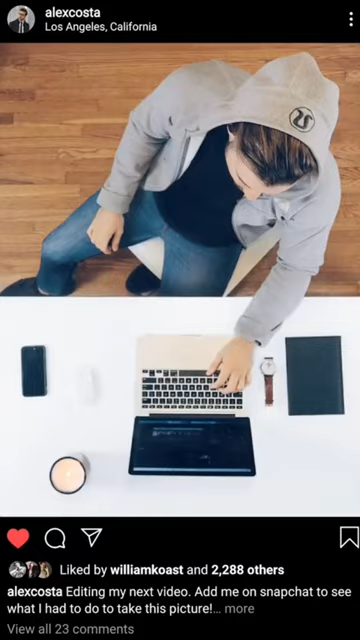 alexcosta
Los Angeles, California
Liked by williamkoast and 2,288 others
alexcosta Editing my next video. Add me on snapchat to see
what I had to do to take this picture!... more
View all 23 comments